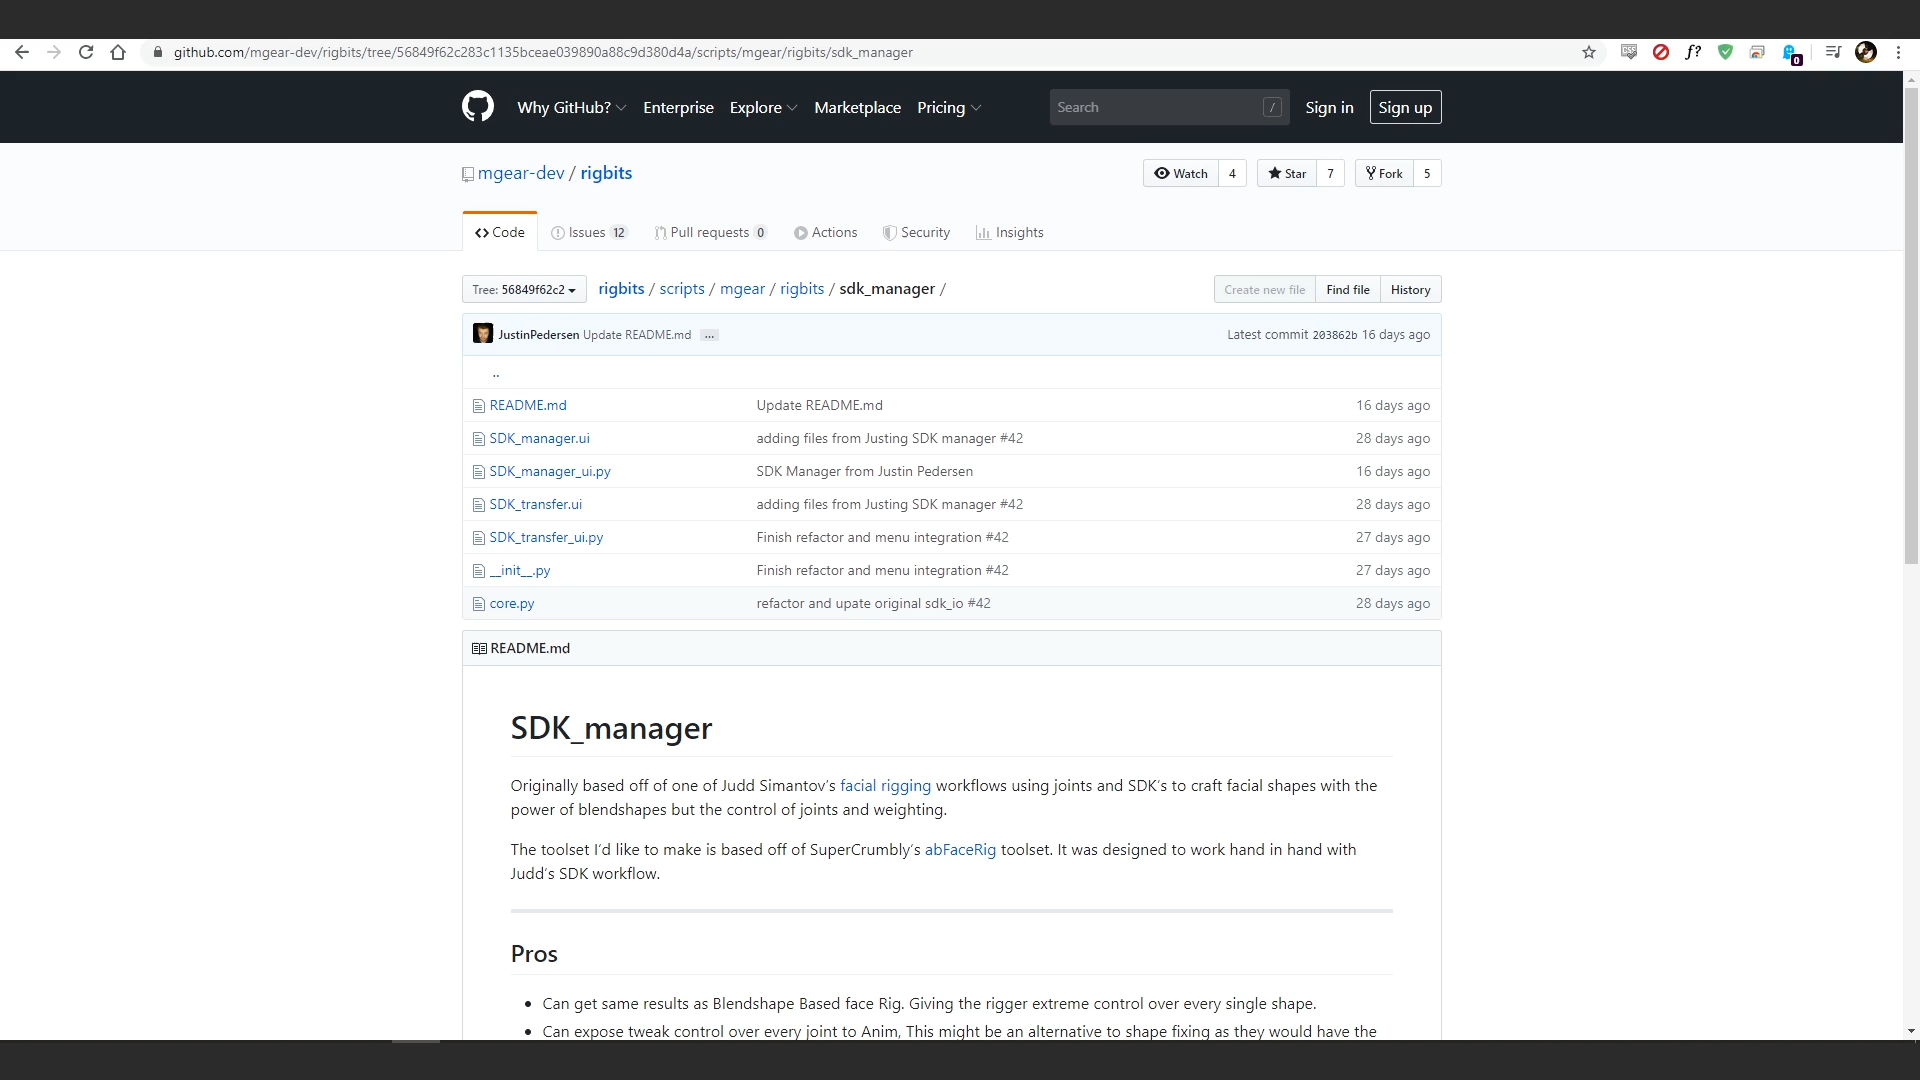 github.com/mgear-dev/rigbits/tree/56849f62c283c1135bceae039890a88c9d380d4a/scripts/mgear/rigbits/sdk_manager
f?
0
Why GitHub? Enterprise Explore Marketplace Pricing Search / Sign in Sign up
mgear-dev / rigbits Watch 4 Star 7 Fork 5
Code Issues 12 Pull requests 0 Actions Security Insights
Tree: 56849f62c2 rigbits / scripts / mgear / rigbits / sdk_manager / Create new file Find file History
JustinPedersen Update README.md ... Latest commit 203862b 16 days ago
..
README.md Update README.md 16 days ago
SDK_manager.ui adding files from Justing SDK manager #42 28 days ago
SDK_manager_ui.py SDK Manager from Justin Pedersen 16 days ago
SDK_transfer.ui adding files from Justing SDK manager #42 28 days ago
SDK_transfer_ui.py Finish refactor and menu integration #42 27 days ago
__init__.py Finish refactor and menu integration #42 27 days ago
core.py refactor and upate original sdk_io #42 28 days ago
README.md
SDK_manager
Originally based off of one of Judd Simantov's facial rigging workflows using joints and SDK's to craft facial shapes with the
power of blendshapes but the control of joints and weighting.
The toolset I'd like to make is based off of SuperCrumbly's abFaceRig toolset. It was designed to work hand in hand with
Judd's SDK workflow.
Pros
• Can get same results as Blendshape Based face Rig. Giving the rigger extreme control over every single shape.
• Can expose tweak control over every joint to Anim, This might be an alternative to shape fixing as they would have the